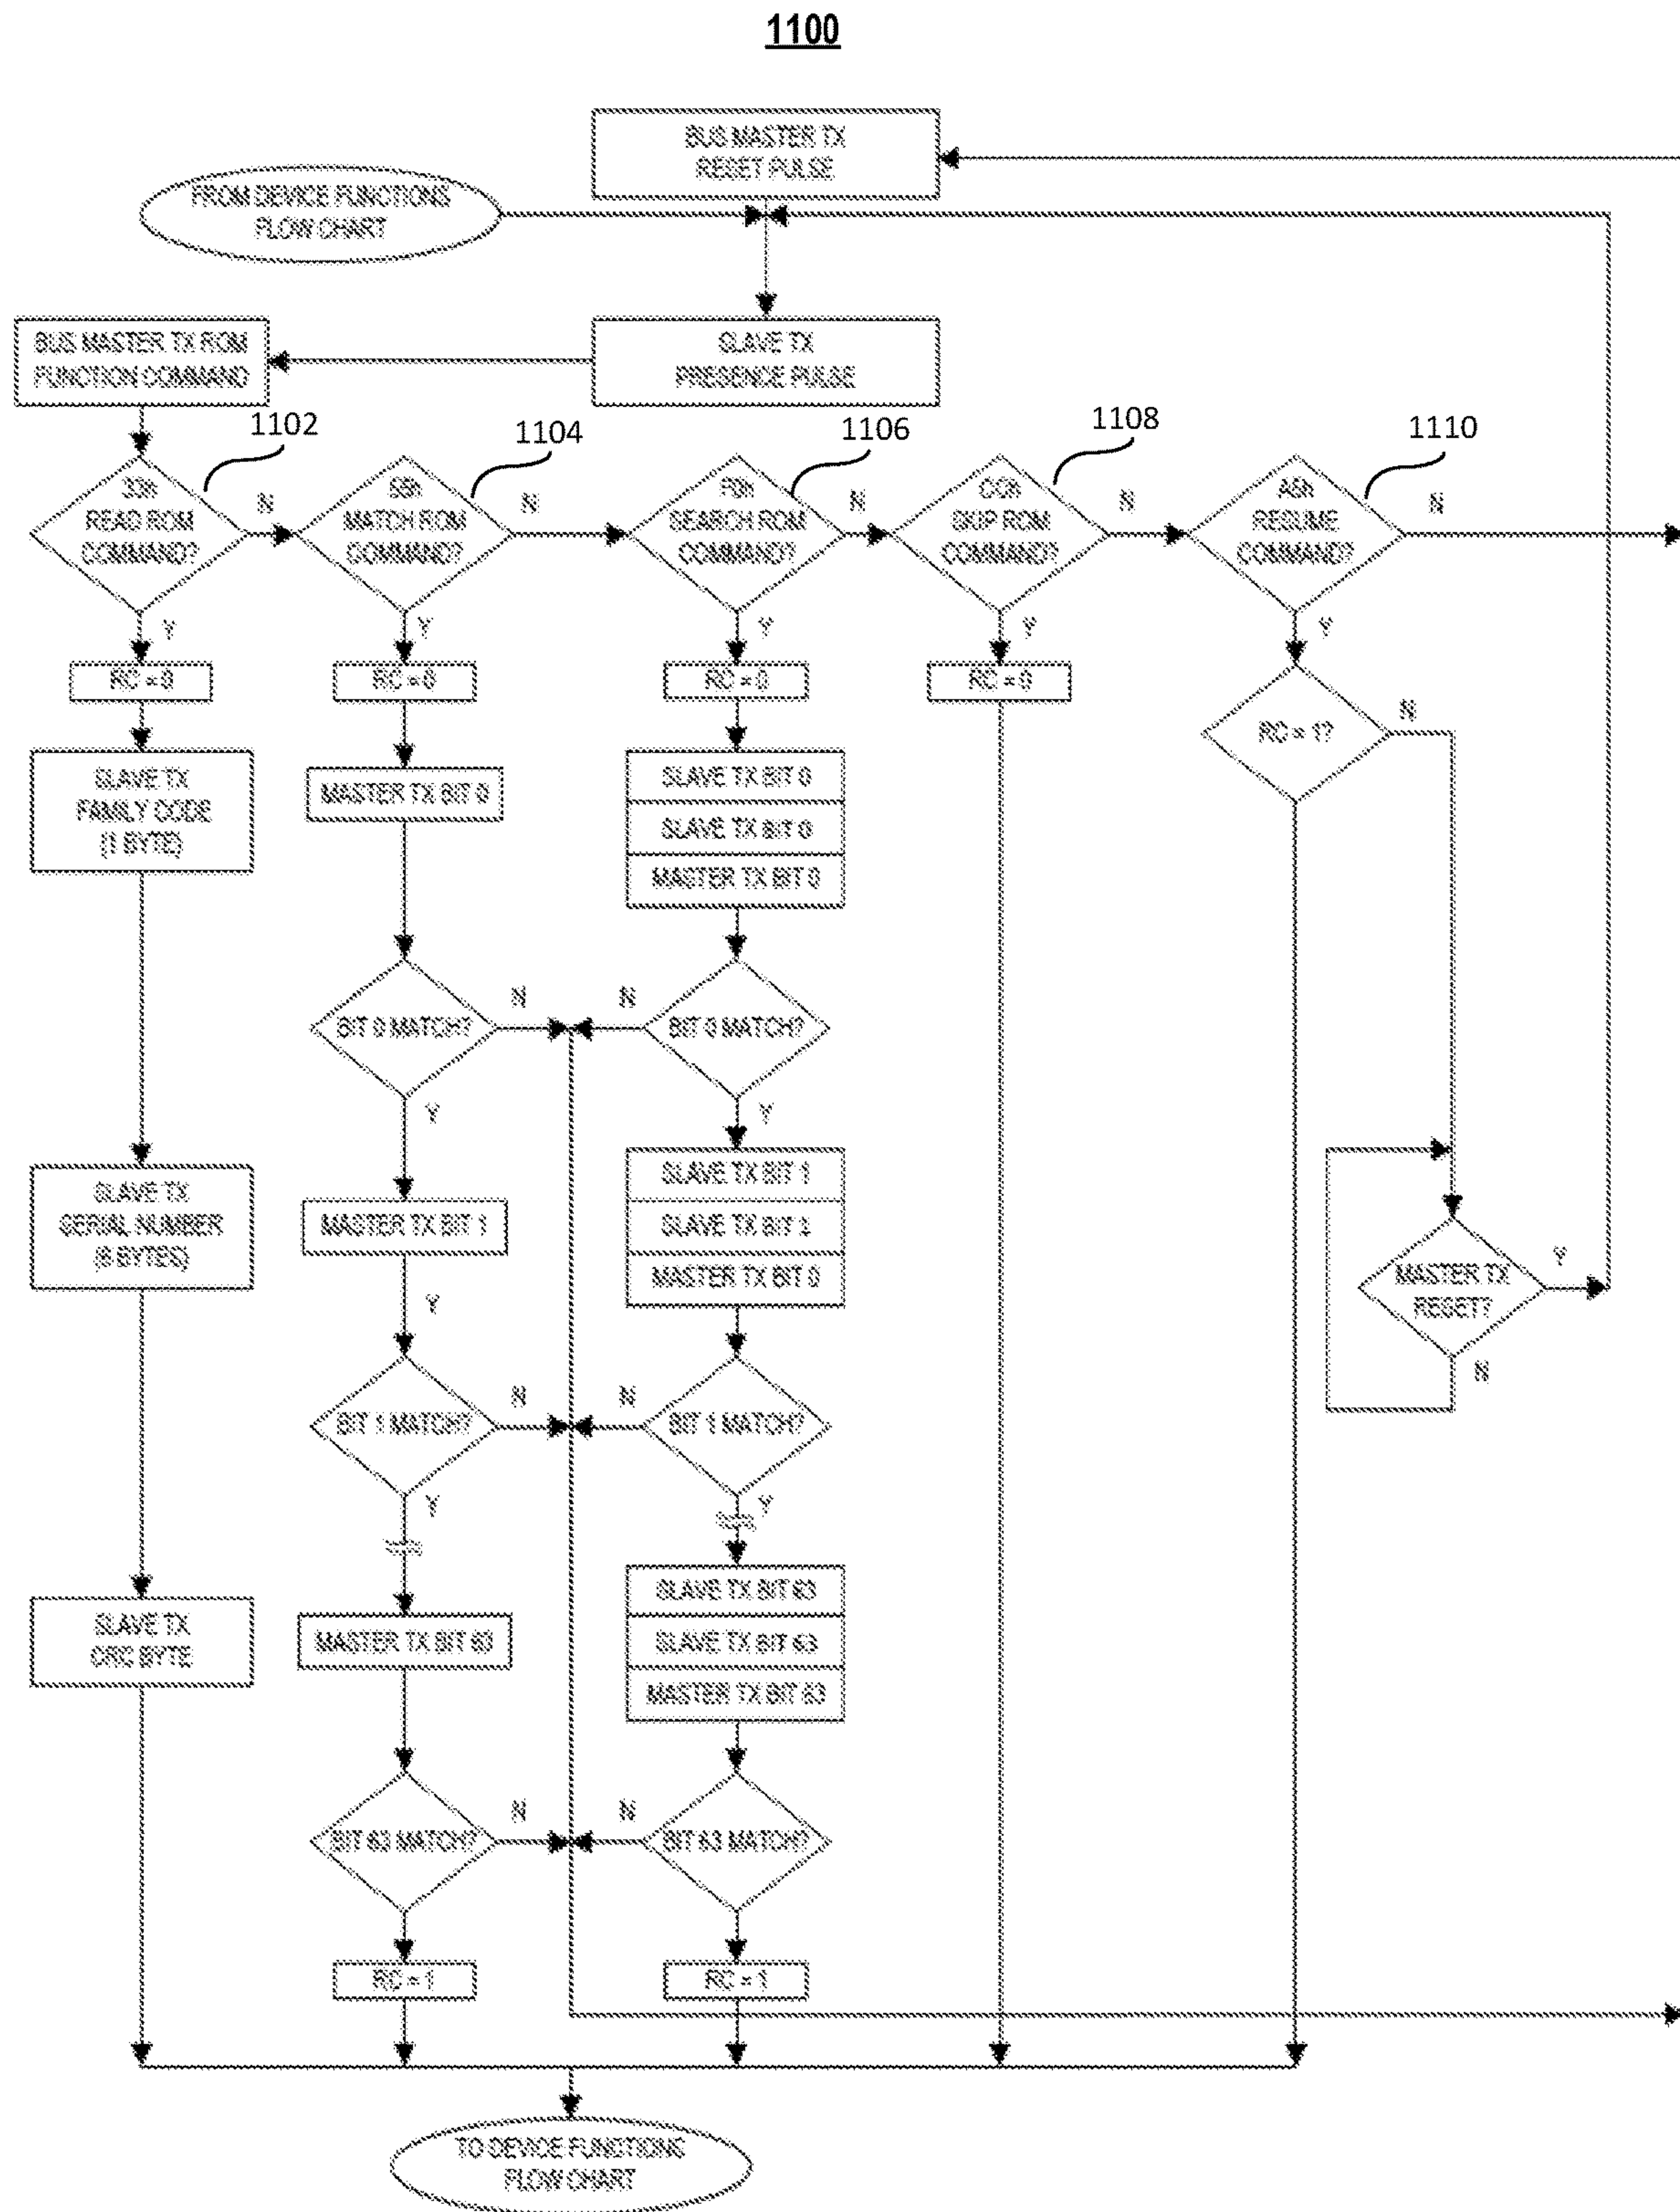 1100
BUS MASTER TX
RESET PULSE
FROM DEVICE FUNCTIONS
FLOW CHART
BUS MASTER TX ROM
FUNCTION COMMAND
SLAVE TX
PRESENCE PULSE
1102
1104
1106
1108
1110
33h
READ ROM
COMMAND?
N
55h
MATCH ROM
COMMAND?
N
F0h
SEARCH ROM
COMMAND?
N
CCh
SKIP ROM
COMMAND?
N
A5h
RESUME
COMMAND?
N
Y
Y
Y
Y
Y
RC = 0
RC = 0
RC = 0
RC = 0
RC = 1?
N
SLAVE TX
FAMILY CODE
(1 BYTE)
MASTER TX BIT 0
SLAVE TX BIT 0
SLAVE TX BIT 0
MASTER TX BIT 0
BIT 0 MATCH?
N
N
BIT 0 MATCH?
Y
Y
SLAVE TX
SERIAL NUMBER
(6 BYTES)
MASTER TX BIT 1
SLAVE TX BIT 1
SLAVE TX BIT 1
MASTER TX BIT 0
MASTER TX
RESET?
Y
N
Y
BIT 1 MATCH?
N
N
BIT 1 MATCH?
Y
Y
SLAVE TX
CRC BYTE
MASTER TX BIT 63
SLAVE TX BIT 63
SLAVE TX BIT 63
MASTER TX BIT 63
BIT 63 MATCH?
N
N
BIT 63 MATCH?
RC = 1
RC = 1
TO DEVICE FUNCTIONS
FLOW CHART